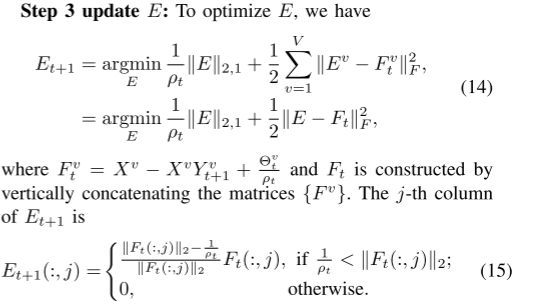 Step 3 update E: To optimize E, we have
E_{t+1} = argmin_E 1/ρ_t ‖E‖_{2,1} + 1/2 ∑_{v=1}^{V} ‖E^v − F_t^v‖_F^2,
(14)
= argmin_E 1/ρ_t ‖E‖_{2,1} + 1/2 ‖E − F_t‖_F^2,
where F_t^v = X^v − X^v Y_{t+1}^v + Θ_t^v/ρ_t and F_t is constructed by
vertically concatenating the matrices {F^v}. The j-th column
of E_{t+1} is
E_{t+1}(:,j) = { (‖F_t(:,j)‖_2 − 1/ρ_t)/‖F_t(:,j)‖_2 F_t(:,j), if 1/ρ_t < ‖F_t(:,j)‖_2; (15)
0, otherwise.